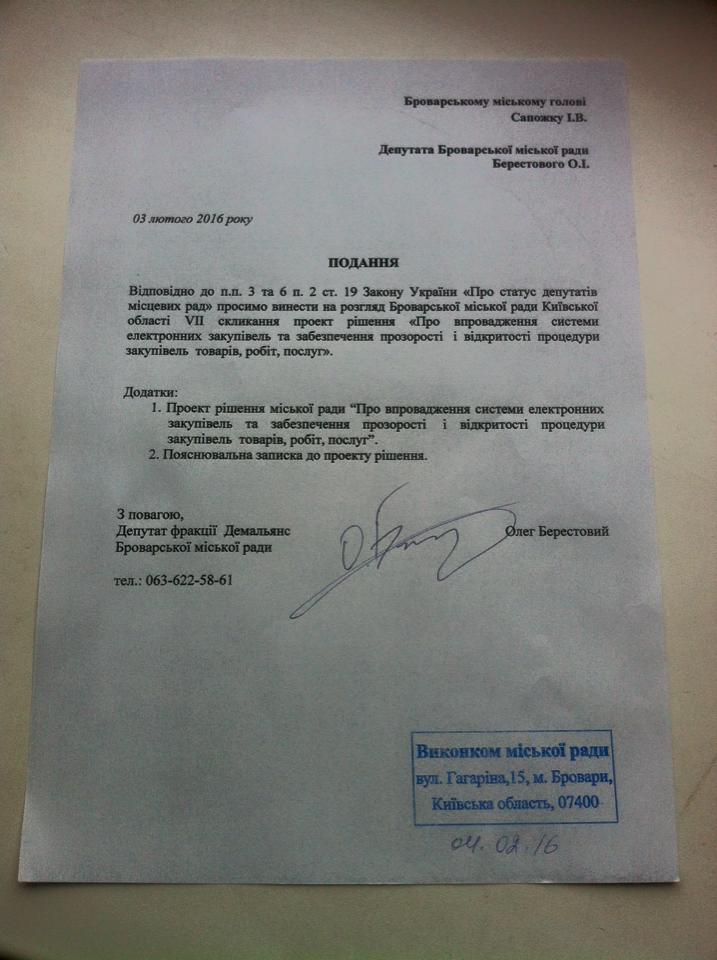 Броварському міському голові
Сапожку І.В.
Депутата Броварської міської ради
Берестового О.І.
03 лютого 2016 року
ПОДАННЯ
Відповідно до п.п. 3 та 6 п. 2 ст. 19 Закону України «Про статус депутатів
місцевих рад» просимо винести на розгляд Броварської міської ради Київської
області VII скликання проект рішення «Про впровадження системи
електронних закупівель та забезпечення прозорості і відкритості процедури
закупівель товарів, робіт, послуг».
Додатки:
1. Проект рішення міської ради “Про впровадження системи електронних
закупівель та забезпечення прозорості і відкритості процедури
закупівель товарів, робіт, послуг”.
2. Пояснювальна записка до проекту рішення.
З повагою,
Депутат фракції Демальянс Олег Берестовий
Броварської міської ради
тел.: 063-622-58-61
Виконком міської ради
вул. Гагаріна,15, м. Бровари,
Київська область, 07400
04.02.16